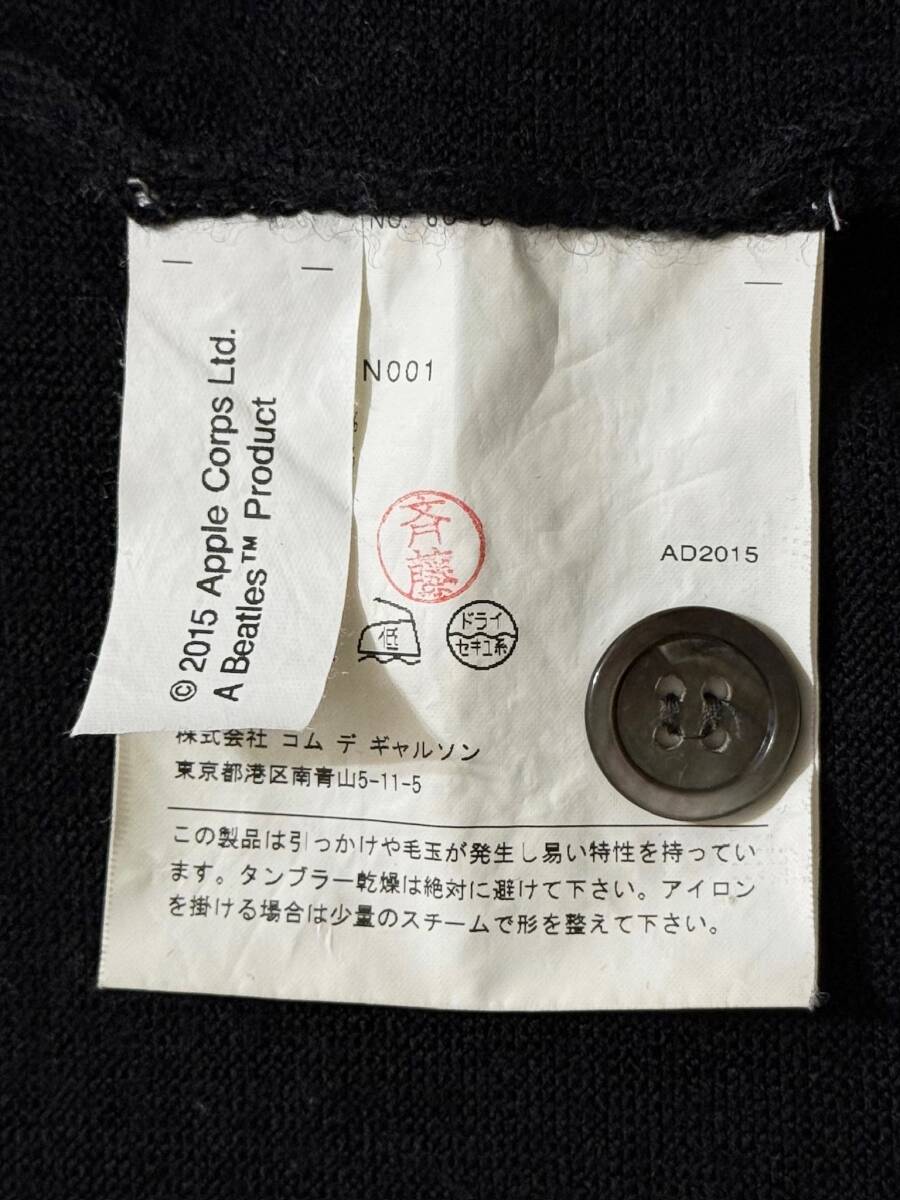 © 2015 Apple Corps Ltd.
A Beatles™ Product
N001
斉藤
AD2015
低
ドライ
セキユ系
株式会社 コム デ ギャルソン
東京都港区南青山5-11-5
この製品は引っかけや毛玉が発生し易い特性を持ってい
ます。タンブラー乾燥は絶対に避けて下さい。アイロン
を掛ける場合は少量のスチームで形を整えて下さい。